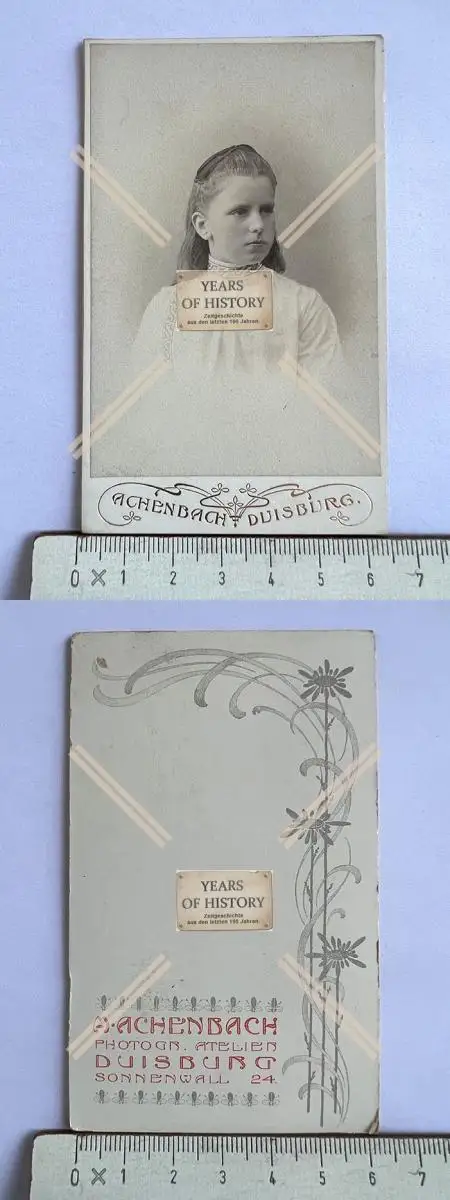 YEARS
OF HISTORY
Zeitgeschichte
aus den letzten 100 Jahren.
ACHENBACH DUISBURG.
0 1 2 3 4 5 6 7
YEARS
OF HISTORY
Zeitgeschichte
aus den letzten 100 Jahren.
A. ACHENBACH
PHOTOGR. ATELIER
DUISBURG
SONNENWALL 24.
0 1 2 3 4 5 6 7